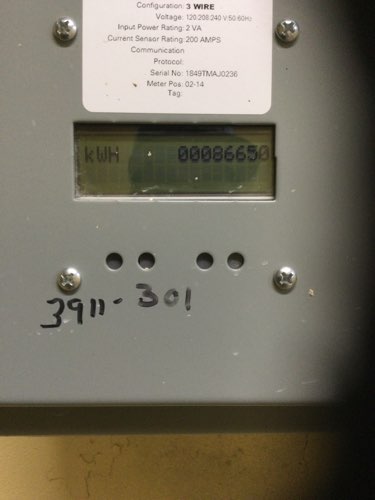 Configuration: 3 WIRE
Voltage: 120:208:240 V:50:60Hz
Input Power Rating: 2 VA
Current Sensor Rating: 200 AMPS
Communication
Protocol:
Serial No: 1849TMAJ0236
Meter Pos: 02-14
Tag:
kWH 00086650
3911-301